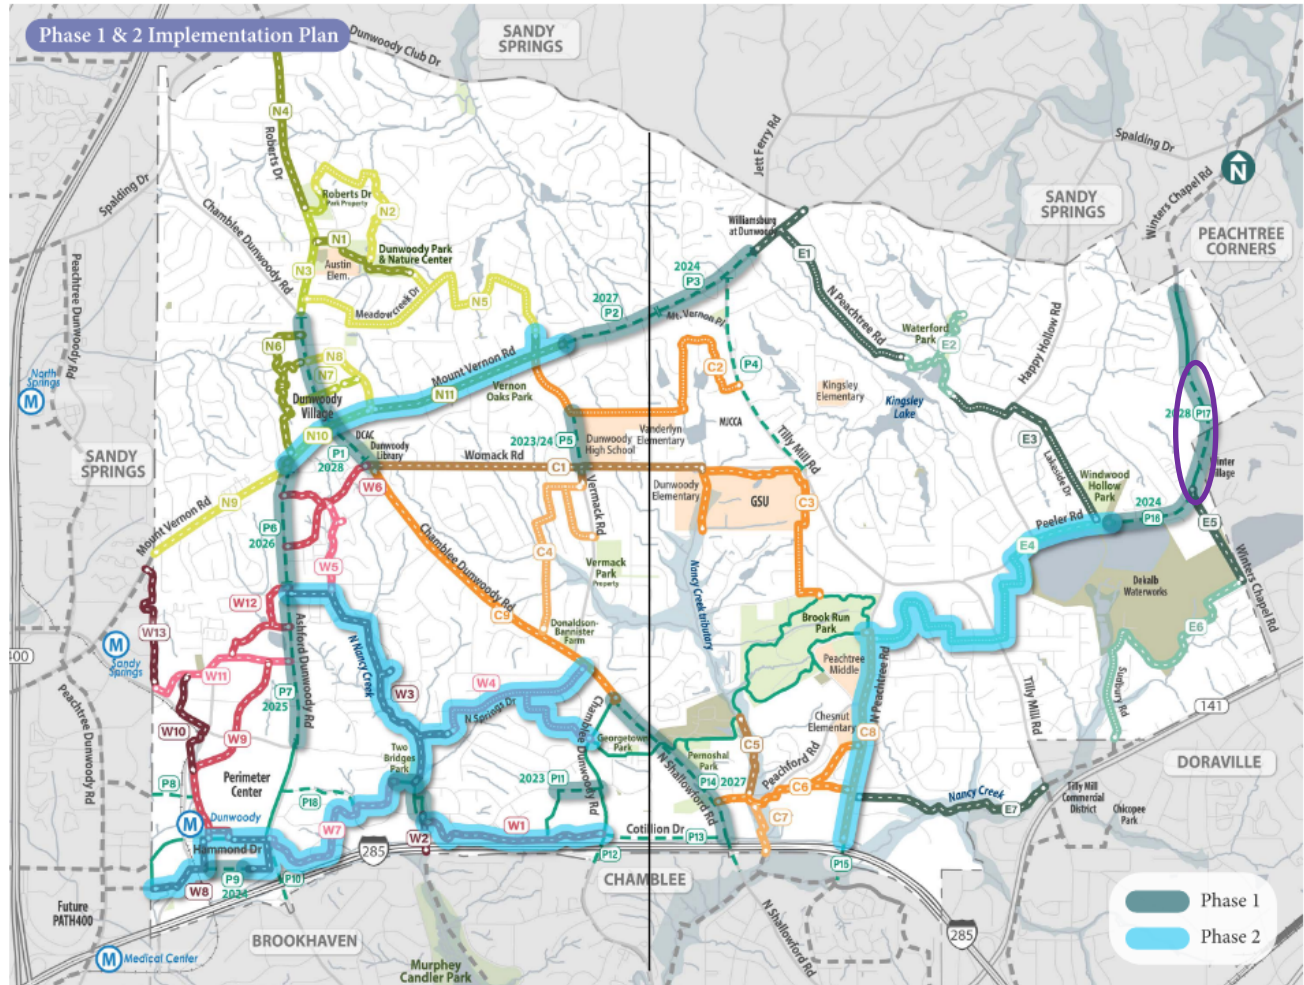 Phase 1 & 2 Implementation Plan
SANDY
SPRINGS
Dunwoody Club Dr
Jett Ferry Rd
Spalding Dr
Winters Chapel Rd
N
SANDY
SPRINGS
PEACHTREE
CORNERS
N4
Roberts Dr
Spalding Dr
Chamblee Dunwoody Rd
Roberts Dr
Park Property
N2
N1
Dunwoody Park
& Nature Center
Austin
Elem.
N3
Meadowcreek Dr
N5
Williamsburg
at Dunwoody
E1
2024
P3
2027
P2
Mt. Vernon Pl
N Peachtree Rd
Waterford
Park
E2
Happy Hollow Rd
Peachtree Dunwoody Rd
North
Springs
M
N6
N8
N7
Mount Vernon Rd
N11
Vernon
Oaks Park
C2
P4
Kingsley
Elementary
Kingsley
Lake
Dunwoody
Village
N10
P1
2028
DCAC
Dunwoody
Library
2023/24
P5
Dunwoody
High School
Vanderlyn
Elementary
MJCCA
Tilly Mill Rd
2028
P17
Winter
Village
E3
Lakeside Dr
Windwood
Hollow
Park
SANDY
SPRINGS
Womack Rd
C1
W6
N9
Mount Vernon Rd
Vermack Rd
Dunwoody
Elementary
GSU
C3
2024
P16
Peeler Rd
E4
E5
Winters Chapel Rd
P6
2026
W5
Chamblee Dunwoody Rd
C4
Vermack
Park
Property
Nancy Creek tributary
Dekalb
Waterworks
W12
W13
C9
Donaldson-
Bannister
Farm
Brook Run
Park
E6
400
M
Sandy
Springs
W11
Ashford Dunwoody Rd
N Nancy Creek
W3
W4
Peachtree
Middle
N Peachtree Rd
Tilly Mill Rd
Sudbury Rd
141
P7
2025
W10
W9
N Springs Dr
Chamblee Dunwoody Rd
Georgetown
Park
Chesnut
Elementary
C8
C5
Peachford Rd
Pernoshal
Park
Peachtree Dunwoody Rd
Two
Bridges
Park
N Shallowford Rd
P14
2027
DORAVILLE
Perimeter
Center
P8
P18
2023
P11
C6
Nancy Creek
E7
Tilly Mill
Commercial
District
Chicopee
Park
M
Dunwoody
W7
W1
W2
Cotillion Dr
P13
C7
Hammond Dr
285
P12
P15
W8
P9
2024
P10
CHAMBLEE
Future
PATH400
N Shallowford Rd
285
BROOKHAVEN
M
Medical Center
Murphey
Candler Park
Phase 1
Phase 2